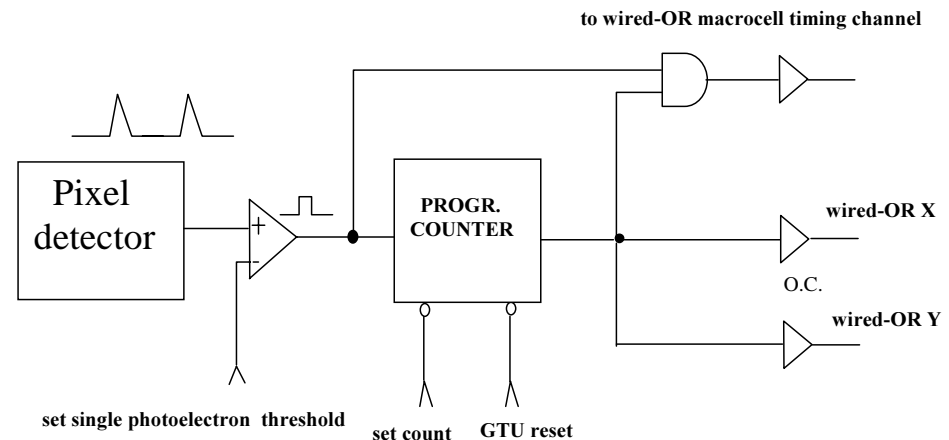 to wired-OR macrocell timing channel
Pixel
detector
+
-
PROGR.
COUNTER
wired-OR X
O.C.
wired-OR Y
set single photoelectron threshold
set count
GTU reset